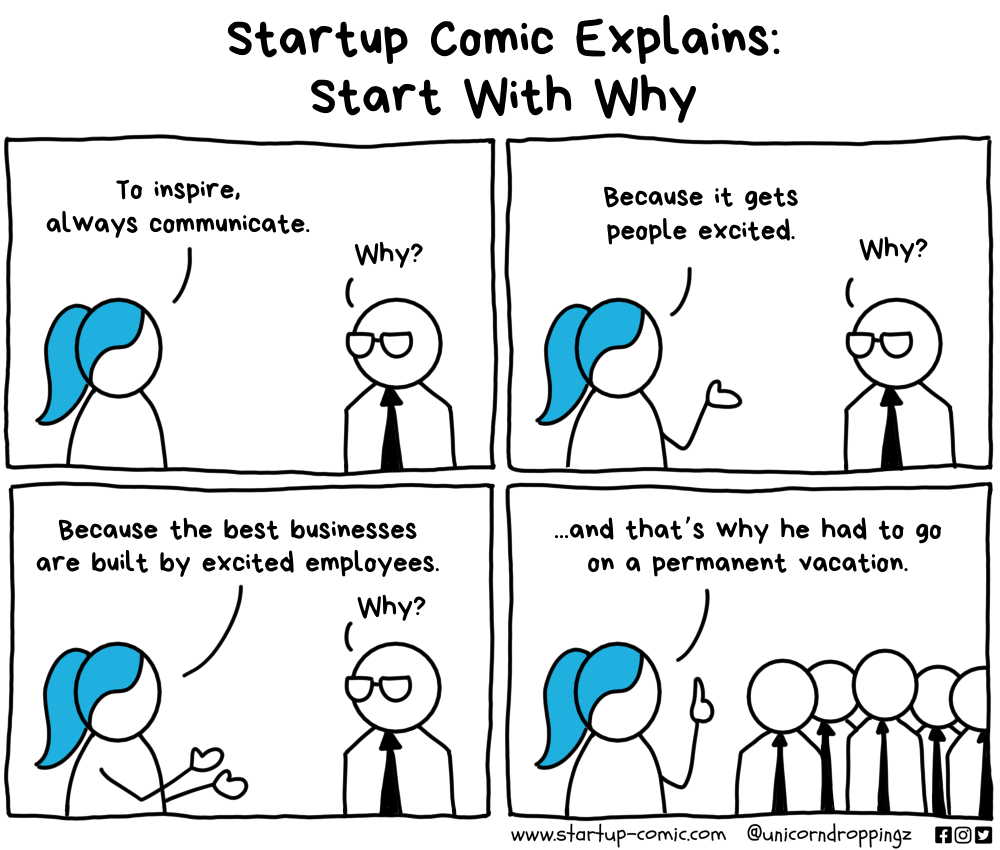 Startup Comic Explains:
Start With Why
To inspire,
always communicate.
Why?
Because it gets
people excited.
Why?
Because the best businesses
are built by excited employees.
Why?
...and that's why he had to go
on a permanent vacation.
www.startup-comic.com @unicorndroppingz